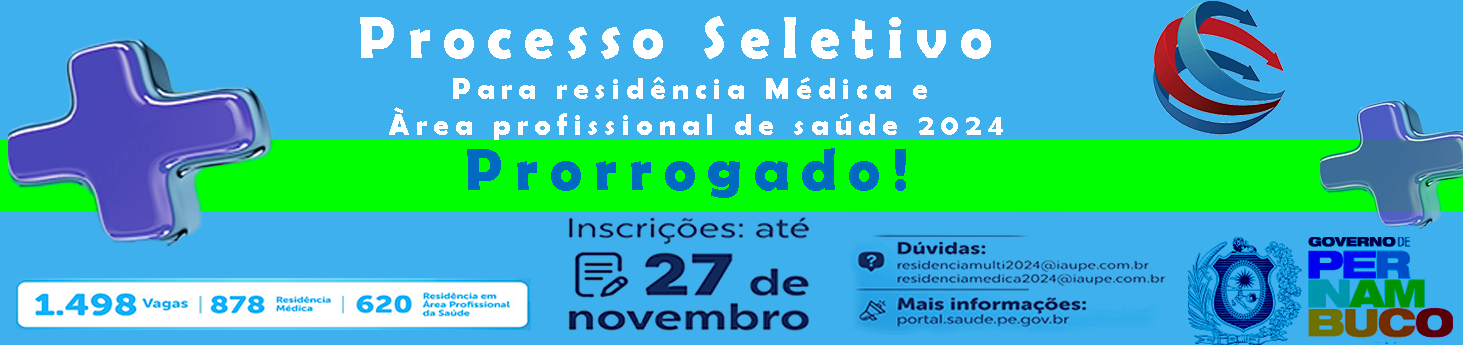 Processo Seletivo
Para residência Médica e
Àrea profissional de saúde 2024
Prorrogado!
Inscrições: até
27 de
novembro
1.498 Vagas | 878 Residência Médica | 620 Residência em Área Profissional da Saúde
Dúvidas:
residenciamulti2024@iaupe.com.br
residenciamedica2024@iaupe.com.br
Mais informações:
portal.saude.pe.gov.br
GOVERNO DE
PER
NAM
BUCO